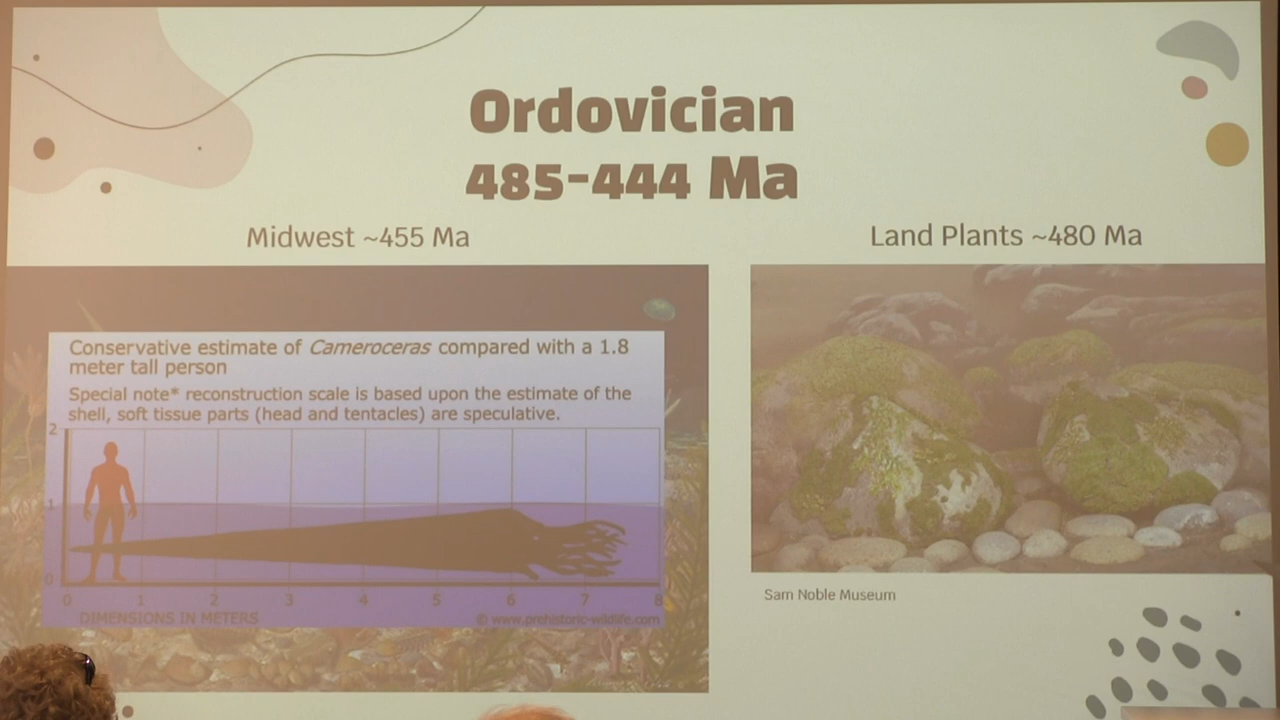 Ordovician
485-444 Ma
Midwest ~455 Ma
Land Plants ~480 Ma
Conservative estimate of Cameroceras compared with a 1.8
meter tall person
Special note* reconstruction scale is based upon the estimate of the
shell, soft tissue parts (head and tentacles) are speculative.
2
1
0
0 1 2 3 4 5 6 7 8
DIMENSIONS IN METERS
© www.prehistoric-wildlife.com
Sam Noble Museum